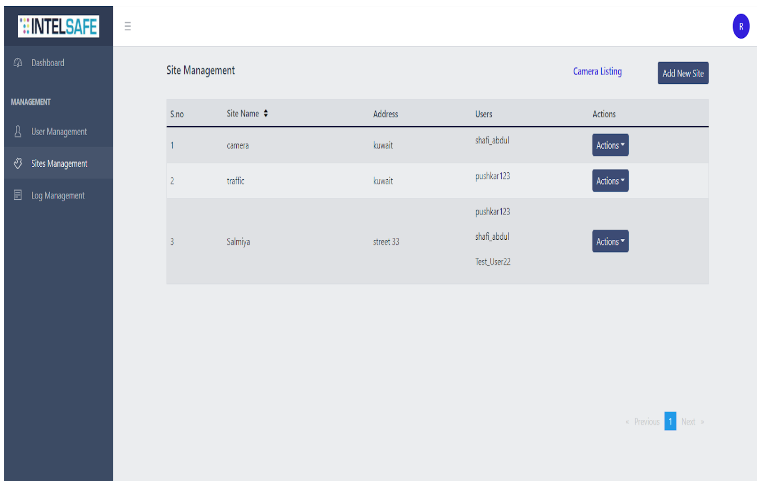 INTELSAFE
R
Dashboard
MANAGEMENT
User Management
Sites Management
Log Management
Site Management
Camera Listing
Add New Site
S.no Site Name Address Users Actions
1 camera kuwait shafi_abdul Actions
2 traffic kuwait pushkar123 Actions
3 Salmiya street 33 pushkar123 Actions
shafi_abdul
Test_User22
« Previous 1 Next »